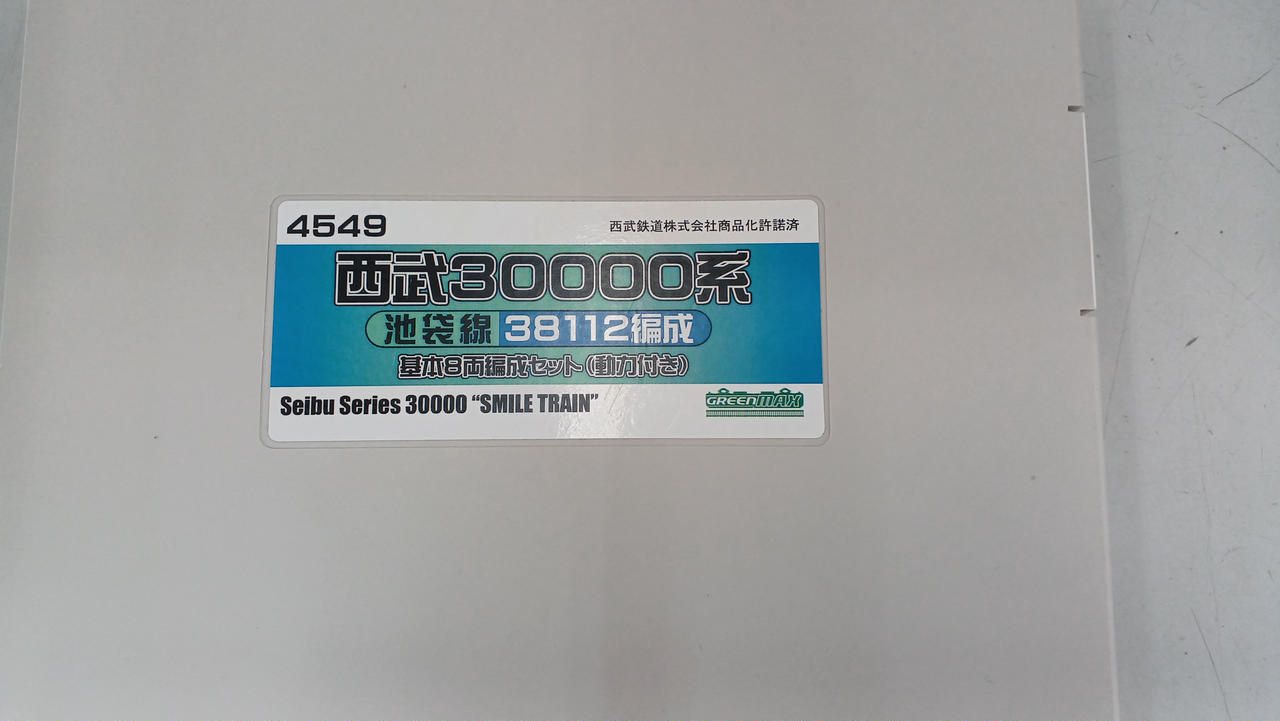 4549
西武鉄道株式会社商品化許諾済
西武30000系
池袋線 38112編成
基本8両編成セット(動力付き)
Seibu Series 30000 “SMILE TRAIN”
GREENMAX